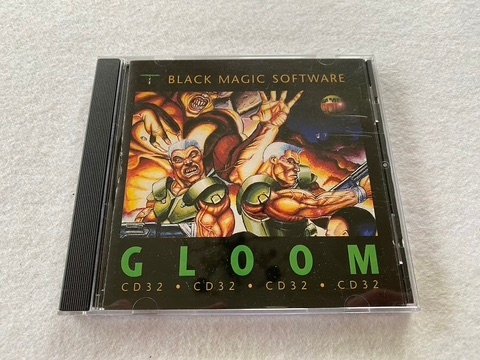 BLACK MAGIC SOFTWARE
GLOOM
CD32 • CD32 • CD32 • CD32